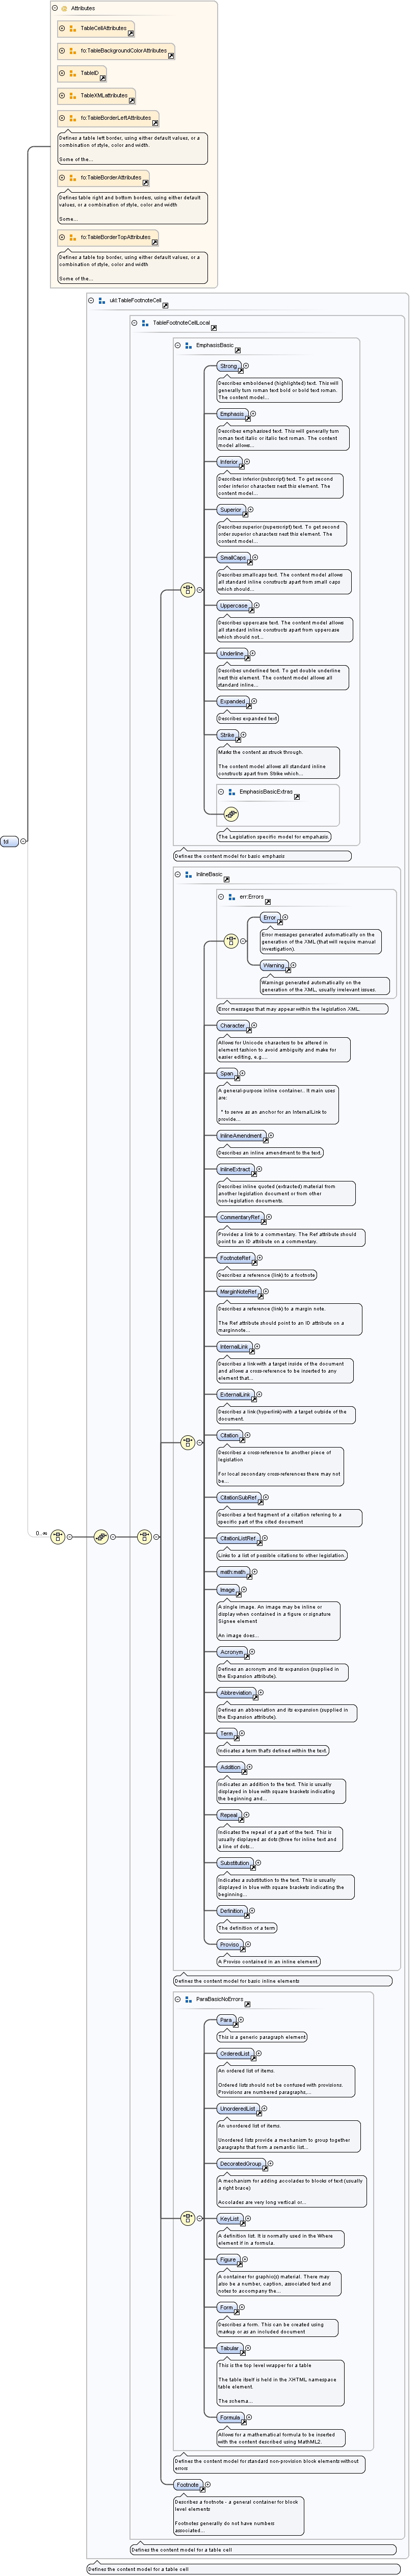 Attributes
TableCellAttributes
fo:TableBackgroundColorAttributes
TableID
TableXMLattributes
fo:TableBorderLeftAttributes
Defines a table left border, using either default values, or a
combination of style, color and width.
Some of the...
fo:TableBorderAttributes
Defines table right and bottom borders, using either default
values, or a combination of style, color and width
Some...
fo:TableBorderTopAttributes
Defines a table top border, using either default values, or a
combination of style, color and width
Some of the...
ukl:TableFootnoteCell
TableFootnoteCellLocal
EmphasisBasic
Strong
Describes emboldened (highlighted) text. This will
generally turn roman text bold or bold text roman.
The content model...
Emphasis
Describes emphasised text. This will generally turn
roman text italic or italic text roman. The content
model allows...
Inferior
Describes inferior (subscript) text. To get second
order inferior characters nest this element. The
content model...
Superior
Describes superior (superscript) text. To get second
order superior characters nest this element. The
content model...
SmallCaps
Describes smallcaps text. The content model allows
all standard inline constructs apart from small caps
which should...
Uppercase
Describes uppercase text. The content model allows
all standard inline constructs apart from uppercase
which should not...
Underline
Describes underlined text. To get double underline
nest this element. The content model allows all
standard inline...
Expanded
Describes expanded text
Strike
Marks the content as struck through.
The content model allows all standard inline
constructs apart from Strike which...
EmphasisBasicExtras
The Legislation specific model for empahasis.
td
Defines the content model for basic emphasis
InlineBasic
err:Errors
Error
Error messages generated automatically on the
generation of the XML (that will require manual
investigation).
Warning
Warnings generated automatically on the
generation of the XML, usually irrelevant issues.
Error messages that may appear within the legislation XML.
Character
Allows for Unicode characters to be altered in
element fashion to avoid ambiguity and make for
easier editing, e.g....
Span
A general-purpose inline container.. It main uses
are:
* to serve as an anchor for an InternalLink to
provide...
InlineAmendment
Describes an inline amendment to the text.
InlineExtract
Describes inline quoted (extracted) material from
another legislation document or from other
non-legislation documents.
CommentaryRef
Provides a link to a commentary. The Ref attribute should
point to an ID attribute on a commentary.
FootnoteRef
Describes a reference (link) to a footnote
MarginNoteRef
Describes a reference (link) to a margin note.
The Ref attribute should point to an ID attribute on a
marginnote...
InternalLink
Describes a link with a target inside of the document
and allows a cross-reference to be inserted to any
element that...
ExternalLink
Describes a link (hyperlink) with a target outside of the
document.
Citation
Describes a cross-reference to another piece of
legislation
For local secondary cross-references there may not
be...
CitationSubRef
Describes a text fragment of a citation referring to a
specific part of the cited document
0..∞
CitationListRef
Links to a list of possible citations to other legislation
math:math
Image
A single image. An image may be inline or
display when contained in a figure or signature
Signee element
An image does...
Acronym
Defines an acronym and its expansion (supplied in
the Expansion attribute).
Abbreviation
Defines an abbreviation and its expansion (supplied in
the Expansion attribute).
Term
Indicates a term that's defined within the text.
Addition
Indicates an addition to the text. This is usually
displayed in blue with square brackets indicating
the beginning and...
Repeal
Indicates the repeal of a part of the text. This is
usually displayed as dots (three for inline text and
a line of dots...
Substitution
Indicates a substitution to the text. This is usually
displayed in blue with square brackets indicating the
beginning...
Definition
The definition of a term
Proviso
A Proviso contained in an inline element.
Defines the content model for basic inline elements
ParaBasicNoErrors
Para
This is a generic paragraph element
OrderedList
An ordered list of items.
Ordered lists should not be confused with provisions.
Provisions are numbered paragraphs,...
UnorderedList
An unordered list of items.
Unordered lists provide a mechanism to group together
paragraphs that form a semantic list...
DecoratedGroup
A mechanism for adding accolades to blocks of text (usually
a right brace)
Accolades are very long vertical or...
KeyList
A definition list. It is normally used in the Where
element if in a formula.
Figure
A container for graphic(s) material. There may
also be a number, caption, associated text and
notes to accompany the...
Form
Describes a form. This can be created using
markup or as an included document
Tabular
This is the top level wrapper for a table
The table itself is held in the XHTML namespace
table element.
The schema...
Formula
Allows for a mathematical formula to be inserted
with the content described using MathML2.
Defines the content model for standard non-provision block elements without
errors
Footnote
Describes a footnote - a general container for block
level elements
Footnotes generally do not have numbers
associated...
Defines the content model for a table cell
Defines the content model for a table cell